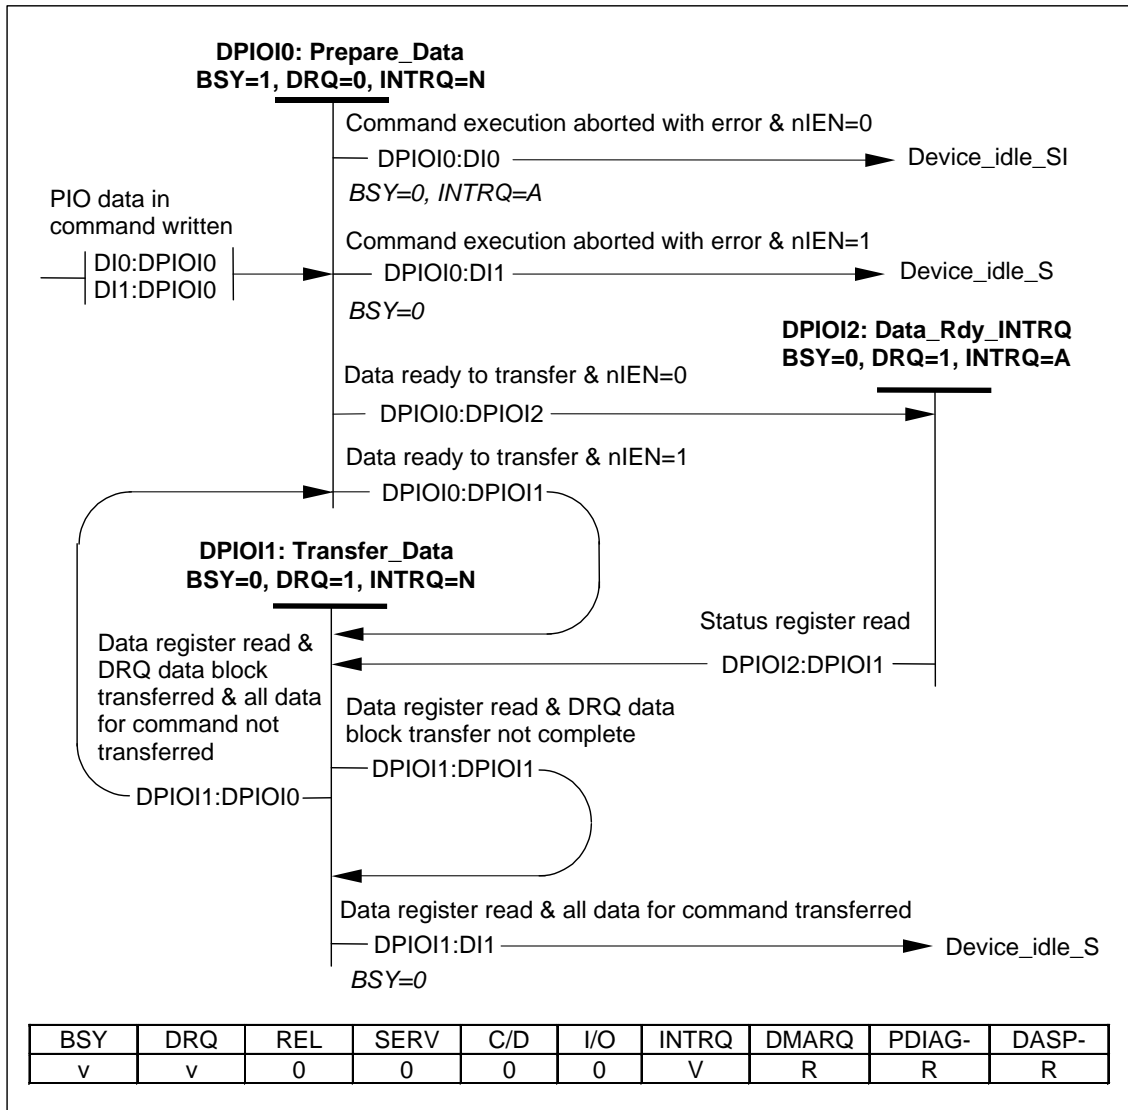 DPIOI0: Prepare_Data
BSY=1, DRQ=0, INTRQ=N
Command execution aborted with error & nIEN=0
DPIOI0:DI0
Device_idle_SI
BSY=0, INTRQ=A
PIO data in
command written
DI0:DPIOI0
DI1:DPIOI0
Command execution aborted with error & nIEN=1
DPIOI0:DI1
Device_idle_S
BSY=0
DPIOI2: Data_Rdy_INTRQ
BSY=0, DRQ=1, INTRQ=A
Data ready to transfer & nIEN=0
DPIOI0:DPIOI2
Data ready to transfer & nIEN=1
DPIOI0:DPIOI1
DPIOI1: Transfer_Data
BSY=0, DRQ=1, INTRQ=N
Status register read
DPIOI2:DPIOI1
Data register read &
DRQ data block
transferred & all data
for command not
transferred
DPIOI1:DPIOI0
Data register read & DRQ data
block transfer not complete
DPIOI1:DPIOI1
Data register read & all data for command transferred
DPIOI1:DI1
Device_idle_S
BSY=0
BSY DRQ REL SERV C/D I/O INTRQ DMARQ PDIAG- DASP-
v v 0 0 0 0 V R R R